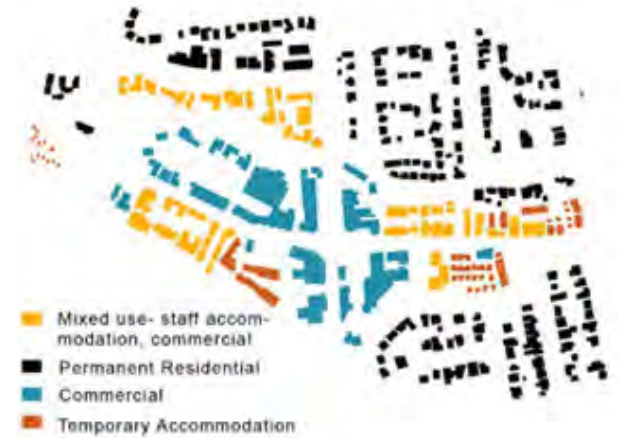 Mixed use- staff accom-
modation, commercial
Permanent Residential
Commercial
Temporary Accommodation